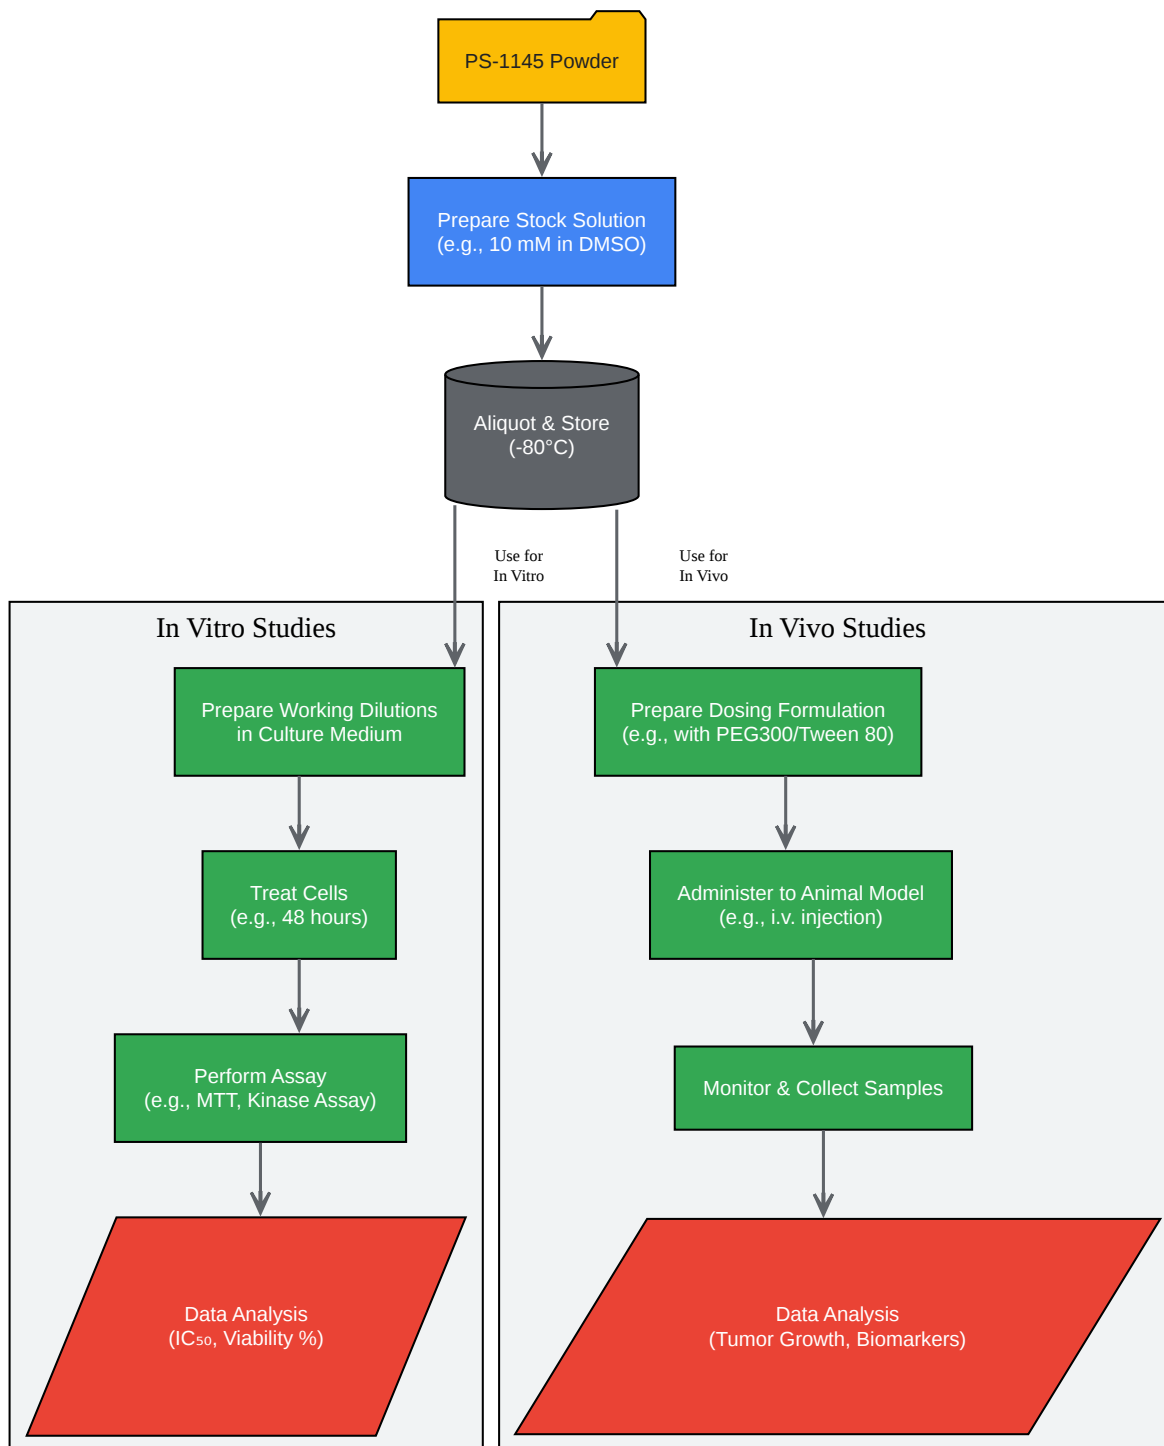 PS-1145 Powder
Prepare Stock Solution
(e.g., 10 mM in DMSO)
Aliquot & Store
(-80°C)
Use for
In Vitro
Use for
In Vivo
In Vitro Studies
Prepare Working Dilutions
in Culture Medium
Treat Cells
(e.g., 48 hours)
Perform Assay
(e.g., MTT, Kinase Assay)
Data Analysis
(IC₅₀, Viability %)
In Vivo Studies
Prepare Dosing Formulation
(e.g., with PEG300/Tween 80)
Administer to Animal Model
(e.g., i.v. injection)
Monitor & Collect Samples
Data Analysis
(Tumor Growth, Biomarkers)